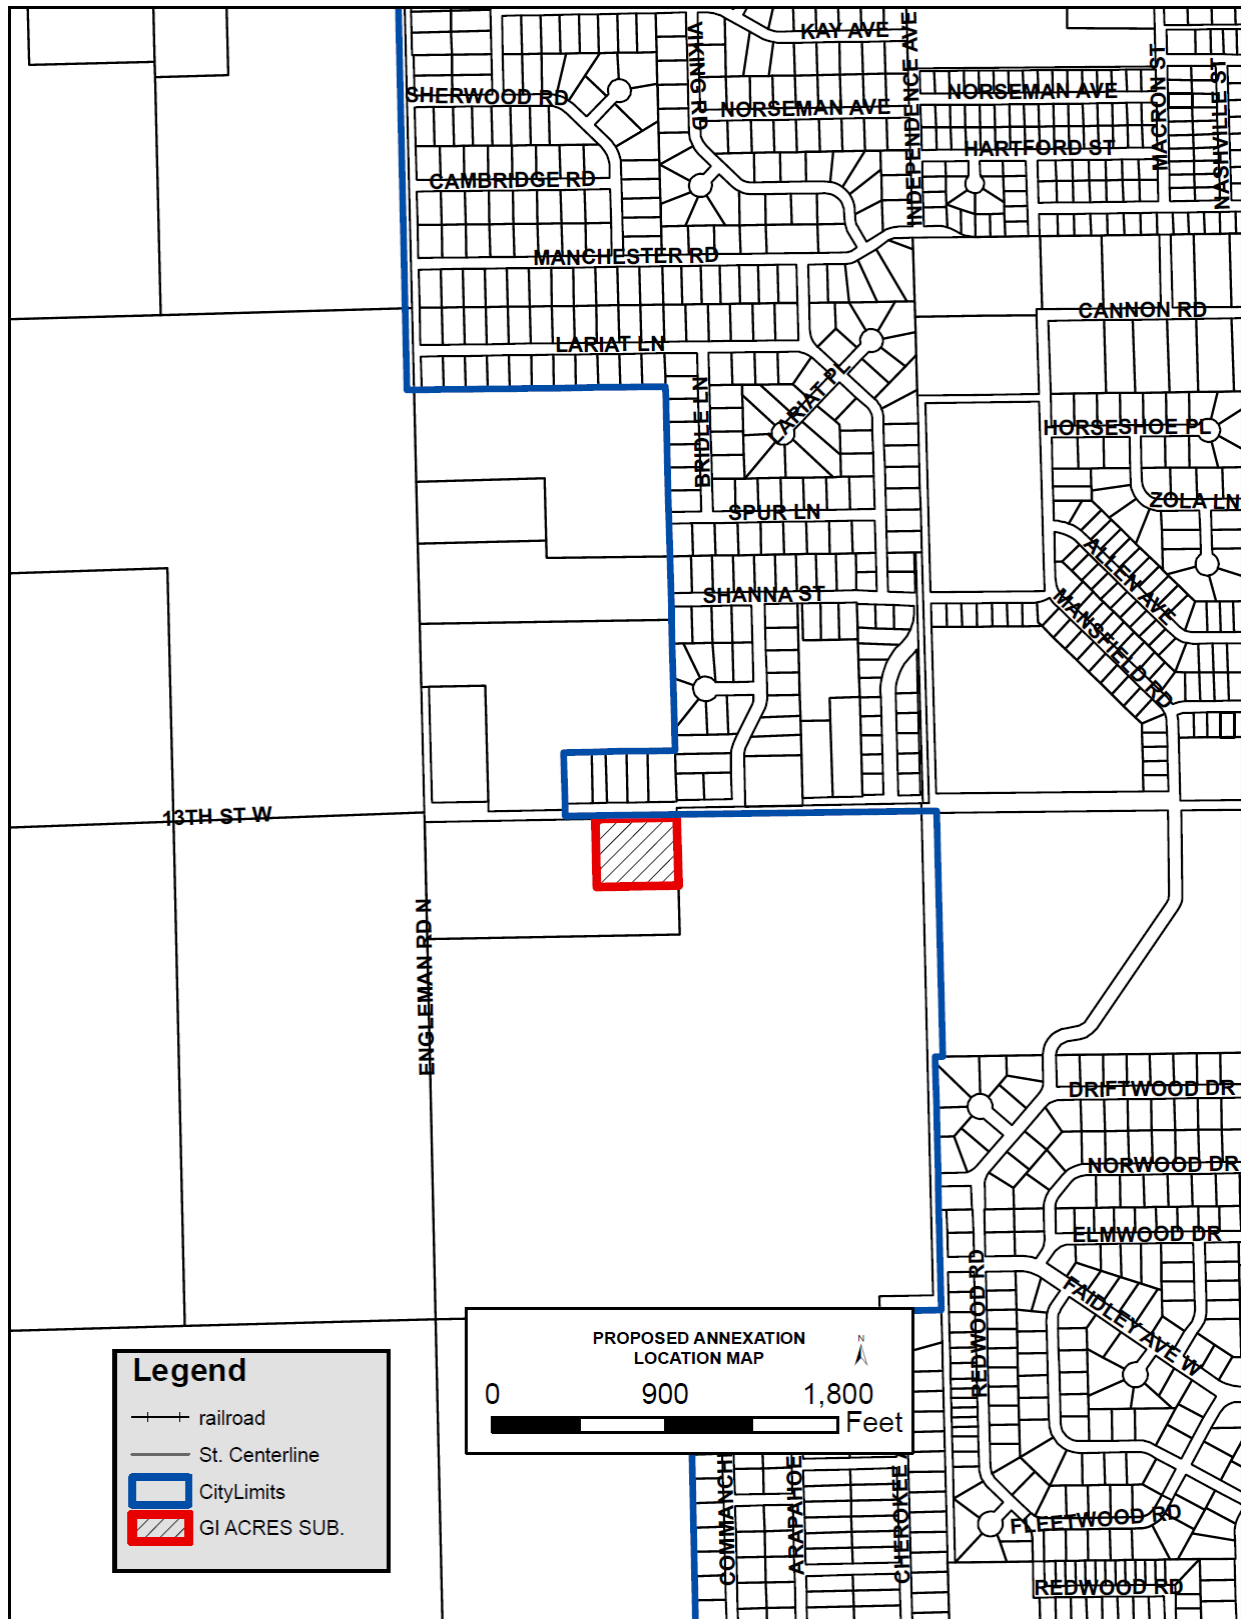 KAY AVE
VIKING RD
INDEPENDENCE AVE
MACRON ST
NASHVILLE ST
SHERWOOD RD
NORSEMAN AVE
NORSEMAN AVE
HARTFORD ST
CAMBRIDGE RD
MANCHESTER RD
CANNON RD
LARIAT LN
LARIAT PL
BRIDLE LN
HORSESHOE PL
SPUR LN
ZOLA LN
ALLEN AVE
SHANNA ST
MANSFIELD RD
13TH ST W
ENGLEMAN RD N
DRIFTWOOD DR
NORWOOD DR
ELMWOOD DR
REDWOOD RD
FAIDLEY AVE W
PROPOSED ANNEXATION
LOCATION MAP
N
0 900 1,800
Feet
Legend
railroad
St. Centerline
CityLimits
GI ACRES SUB.
ARAPAHOE
CHEROKEE
FLEETWOOD RD
REDWOOD RD